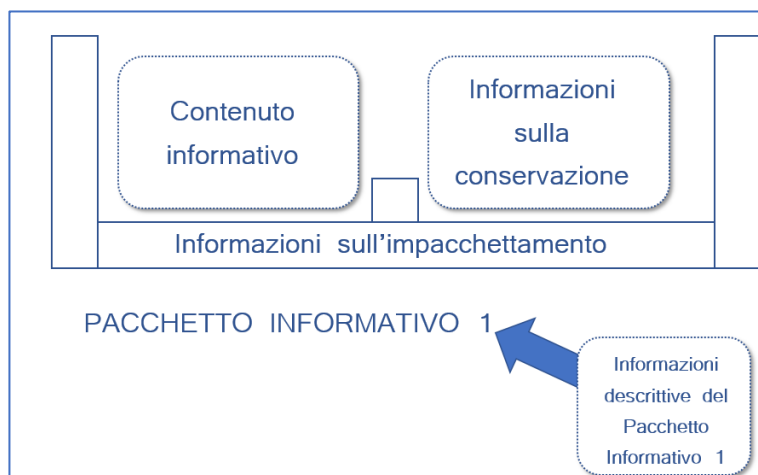 Contenuto
informativo
Informazioni
sulla
conservazione
Informazioni sull'impacchettamento
PACCHETTO INFORMATIVO 1
Informazioni
descrittive del
Pacchetto
Informativo 1